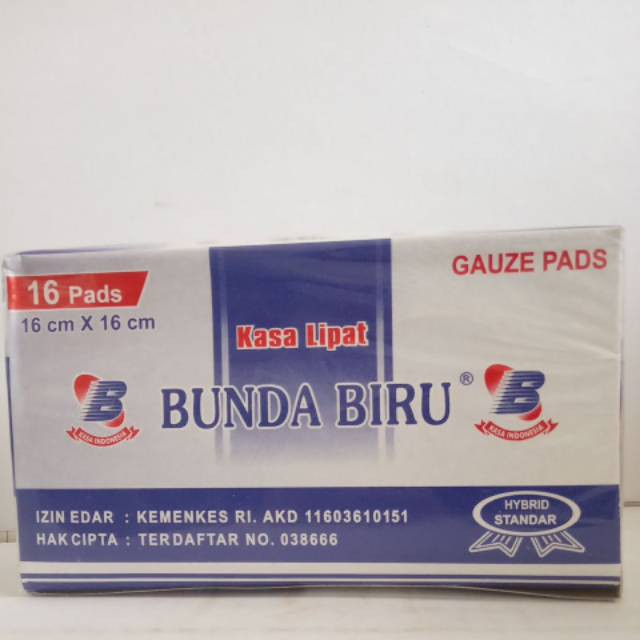 16 Pads
16 cm X 16 cm
GAUZE PADS
Kasa Lipat
B
KASA INDONESIA
BUNDA BIRU ®
B
KASA INDONESIA
IZIN EDAR : KEMENKES RI. AKD 11603610151
HAK CIPTA : TERDAFTAR NO. 038666
HYBRID
STANDAR